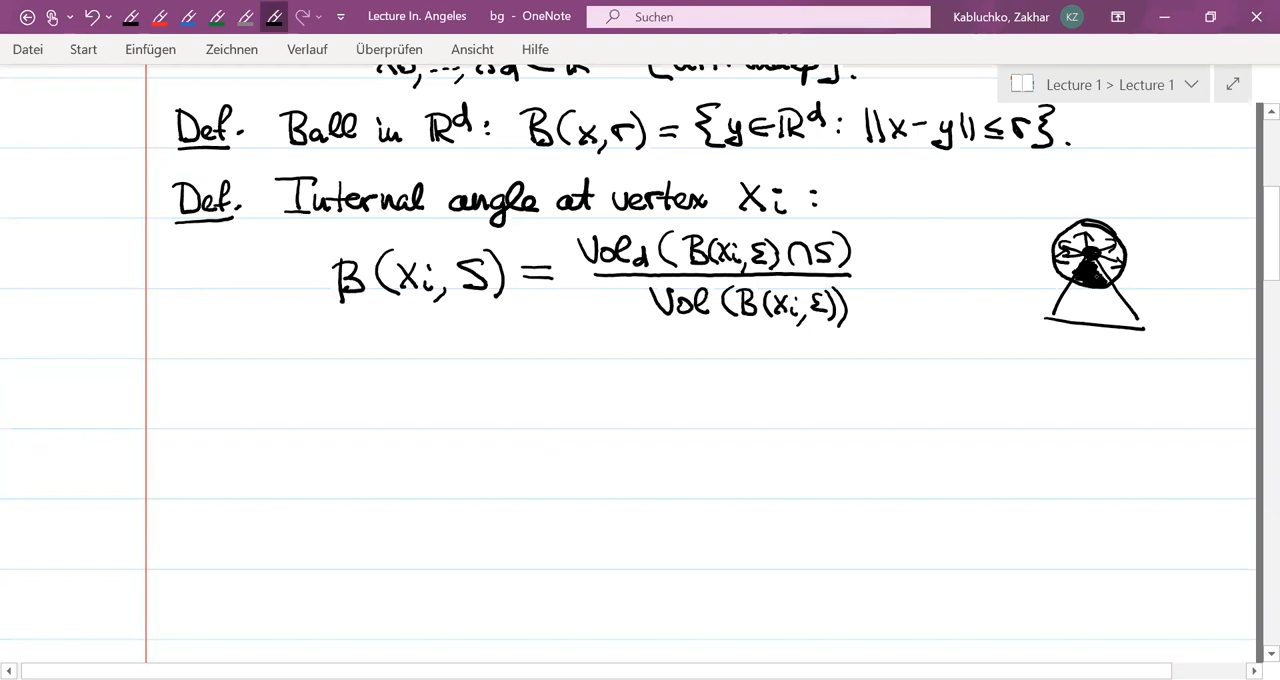 Lecture In. Angeles bg - OneNote
Suchen
Kabluchko, Zakhar KZ
Datei Start Einfügen Zeichnen Verlauf Überprüfen Ansicht Hilfe
Lecture 1 > Lecture 1
Def. Ball in ℝᵈ: B(x,r) = {y∈ℝᵈ: ||x-y|| ≤ r}.
Def. Internal angle at vertex Xi :
β(Xi, S) = Vol_d(B(Xi,ε)∩S) / Vol(B(Xi,ε))